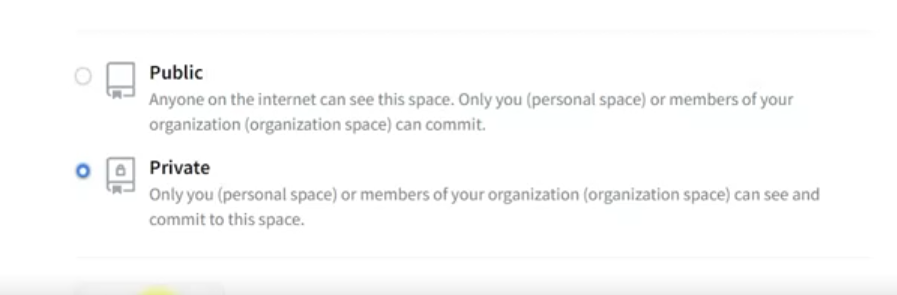 Public
Anyone on the internet can see this space. Only you (personal space) or members of your
organization (organization space) can commit.
Private
Only you (personal space) or members of your organization (organization space) can see and
commit to this space.